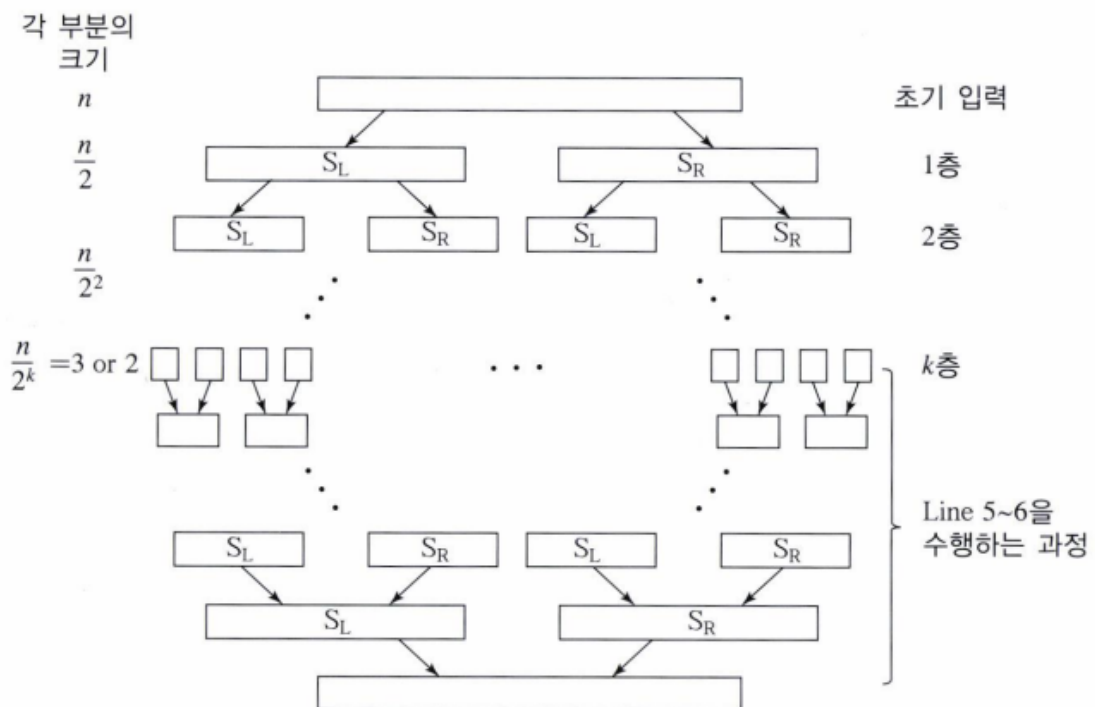 각 부분의
크기
n
초기 입력
n/2
S_L
S_R
1층
S_L
S_R
S_L
S_R
2층
n/2²
n/2ᵏ =3 or 2
. . .
k층
S_L
S_R
S_L
S_R
Line 5~6을
수행하는 과정
S_L
S_R